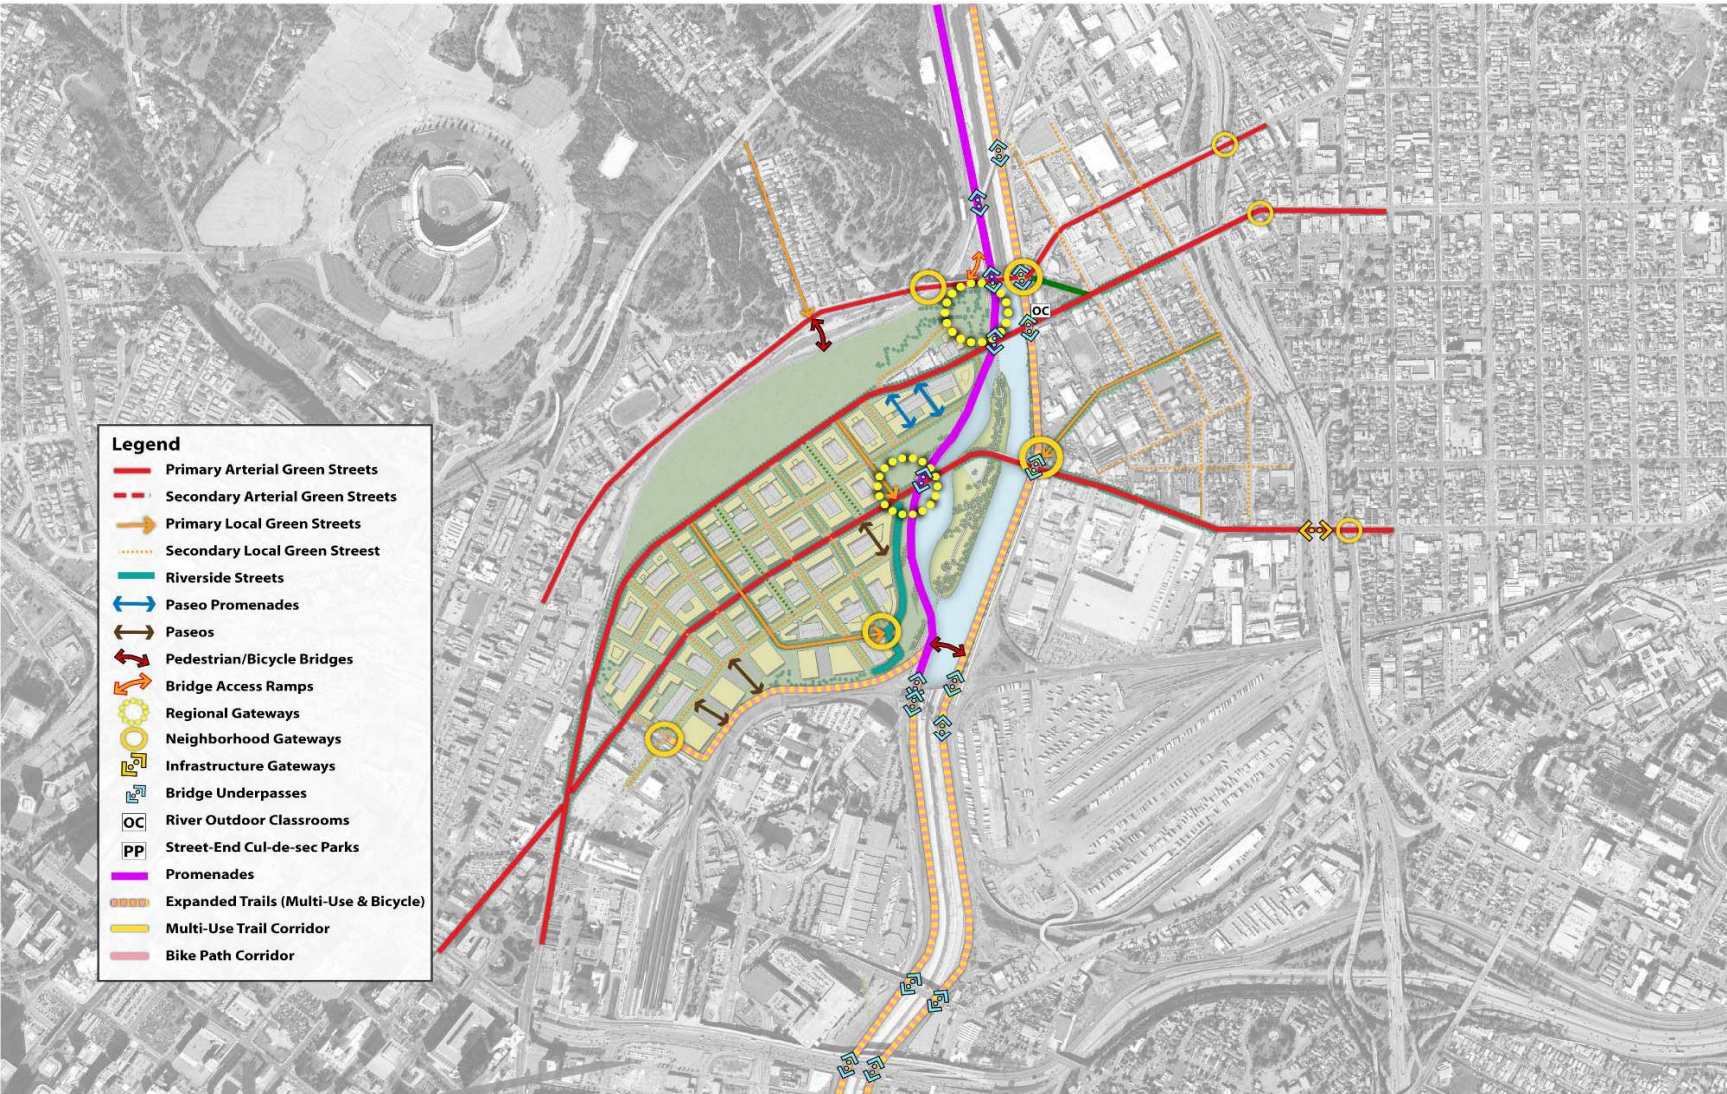 OC
Legend
Primary Arterial Green Streets
Secondary Arterial Green Streets
Primary Local Green Streets
Secondary Local Green Streest
Riverside Streets
Paseo Promenades
Paseos
Pedestrian/Bicycle Bridges
Bridge Access Ramps
Regional Gateways
Neighborhood Gateways
Infrastructure Gateways
Bridge Underpasses
OC River Outdoor Classrooms
PP Street-End Cul-de-sec Parks
Promenades
Expanded Trails (Multi-Use & Bicycle)
Multi-Use Trail Corridor
Bike Path Corridor